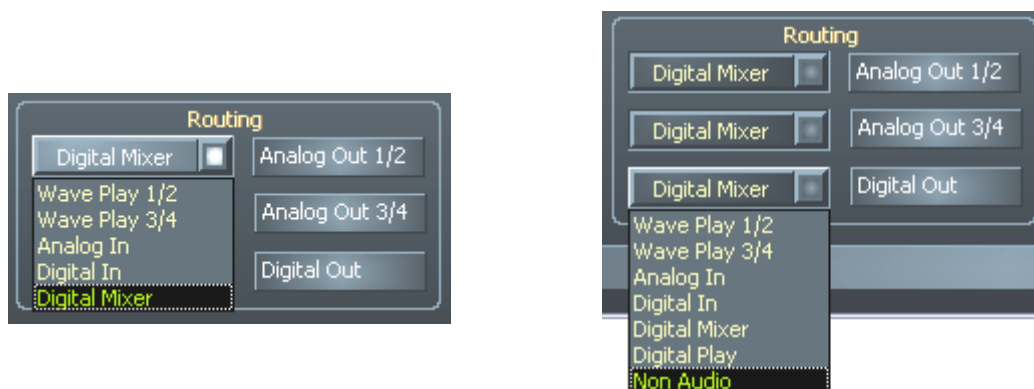 Routing
Digital Mixer Analog Out 1/2
Wave Play 1/2
Wave Play 3/4 Analog Out 3/4
Analog In
Digital In Digital Out
Digital Mixer
Routing
Digital Mixer Analog Out 1/2
Digital Mixer Analog Out 3/4
Digital Mixer Digital Out
Wave Play 1/2
Wave Play 3/4
Analog In
Digital In
Digital Mixer
Digital Play
Non Audio